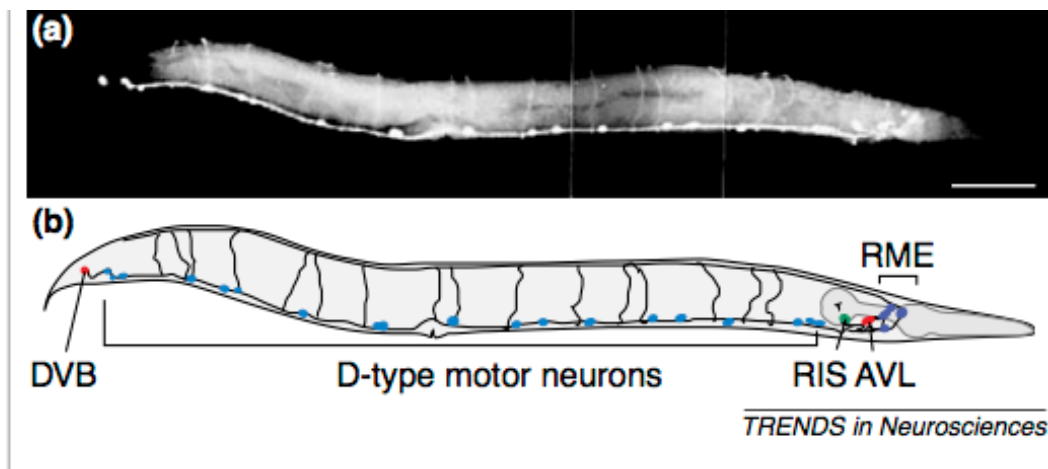 (a)
(b)
RME
DVB
D-type motor neurons
RIS AVL
TRENDS in Neurosciences